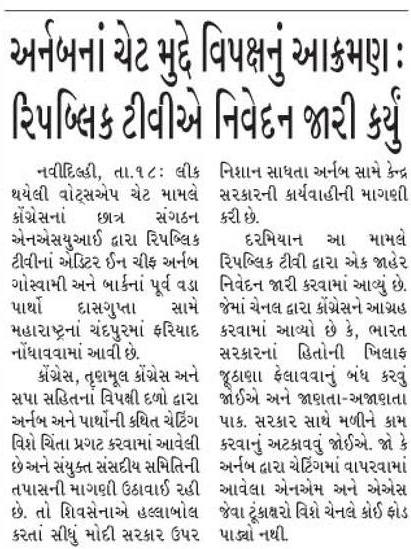 અર્નબનાં ચેટ મુદ્દે વિપક્ષનું આક્રમણ :
રિપબ્લિક ટીવીએ નિવેદન જારી કર્યું
નવીદિલ્હી, તા.૧૮: લીક
થયેલી વોટ્સએપ ચેટ મામલે
કોંગ્રેસનાં છાત્ર સંગઠન
એનએસયુઆઈ દ્વારા રિપબ્લિક
ટીવીનાં એડિટર ઈન ચીફ અર્નબ
ગોસ્વામી અને બાર્કનાં પૂર્વ વડા
પાર્થો દાસગુપ્તા સામે
મહારાષ્ટ્રનાં ચંદપુરમાં ફરિયાદ
નોંધાવવામાં આવી છે.
કોંગ્રેસ, તૃણમૂલ કોંગ્રેસ અને
સપા સહિતનાં વિપક્ષી દળો દ્વારા
અર્નબ અને પાર્થોની કથિત ચેટિંગ
વિશે ચિંતા પ્રગટ કરવામાં આવેલી
છે અને સંયુક્ત સંસદીય સમિતિની
તપાસની માગણી ઉઠાવાઈ રહી
છે. તો શિવસેનાએ હલ્લાબોલ
કરતાં સીધું મોદી સરકાર ઉપર
નિશાન સાધતા અર્નબ સામે કેન્દ્ર
સરકારની કાર્યવાહીની માગણી
કરી છે.
દરમિયાન આ મામલે
રિપબ્લિક ટીવી દ્વારા એક જાહેર
નિવેદન જારી કરવામાં આવ્યું છે.
જેમાં ચેનલ દ્વારા કોંગ્રેસને આગ્રહ
કરવામાં આવ્યો છે કે, ભારત
સરકારનાં હિતોની ખિલાફ
જૂઠાણા ફેલાવવાનું બંધ કરવું
જોઈએ અને જાણતા-અજાણતા
પાક. સરકાર સાથે મળીને કામ
કરવાનું અટકાવવું જોઈએ. જો કે
અર્નબ દ્વારા ચેટિંગમાં વાપરવામાં
આવેલા એનએમ અને એએસ
જેવા ટૂંકાક્ષરો વિશે ચેનલે કોઈ ફોડ
પાડ્યો નથી.